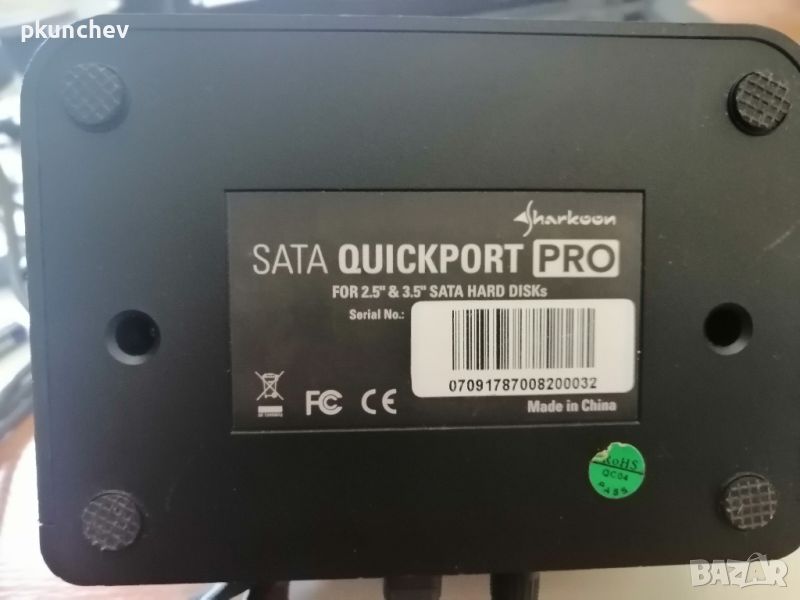 pkunchev
Sharkoon
SATA QUICKPORT PRO
FOR 2.5" & 3.5" SATA HARD DISKs
Serial No.:
07091787008200032
FC CE
Made in China
RoHS
QC04
PASS
BAZAR